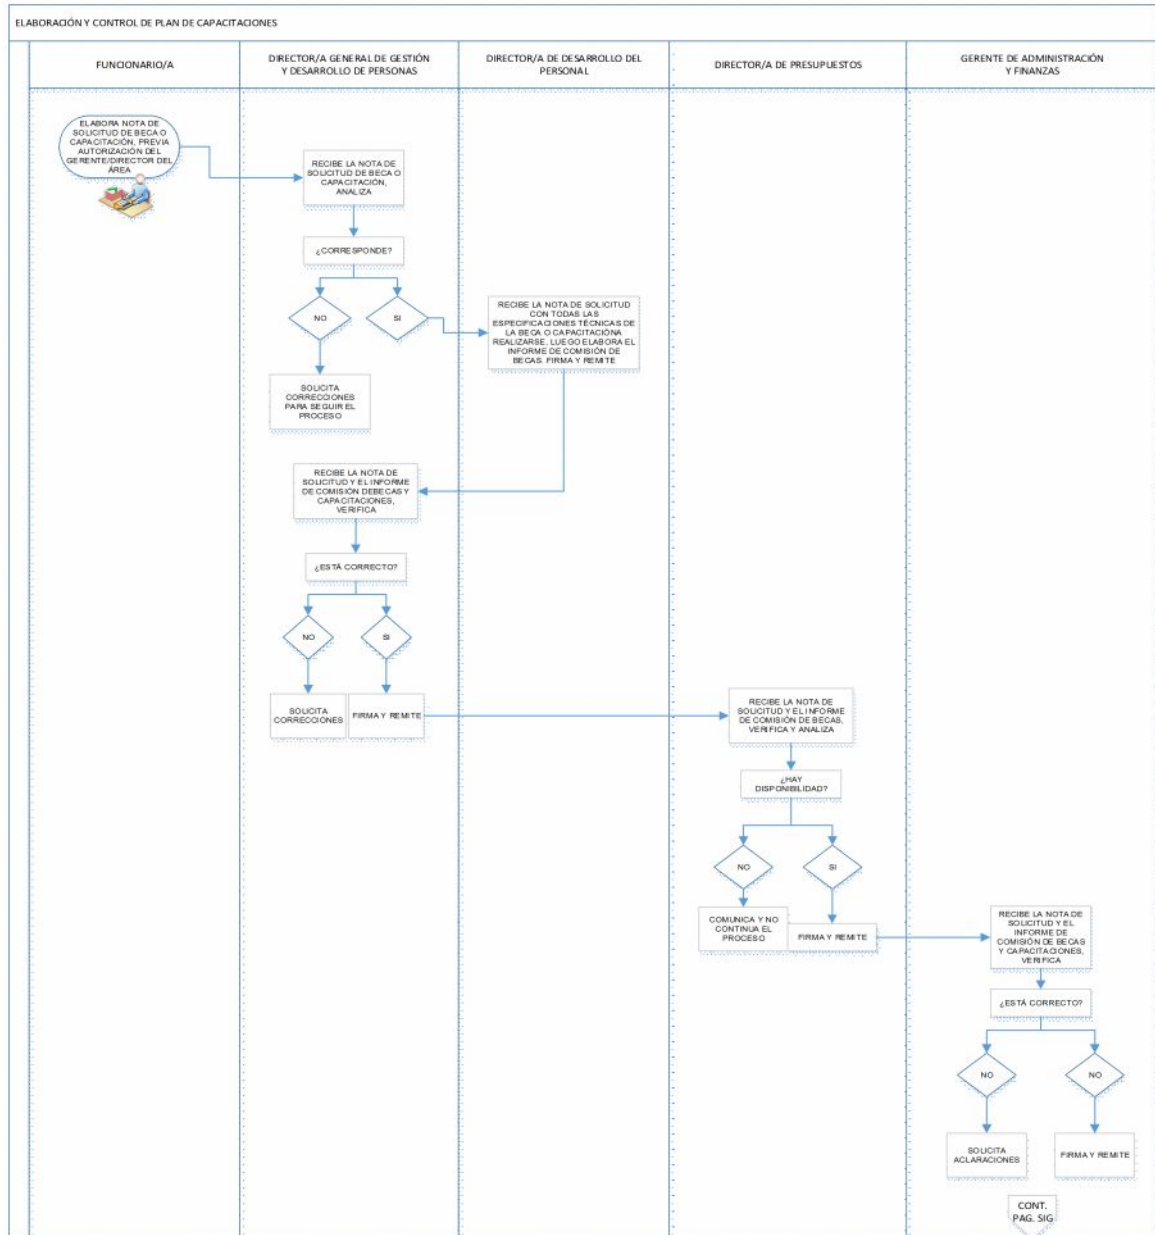 ELABORACIÓN Y CONTROL DE PLAN DE CAPACITACIONES
FUNCIONARIO/A
DIRECTOR/A GENERAL DE GESTIÓN
Y DESARROLLO DE PERSONAS
DIRECTOR/A DE DESARROLLO DEL
PERSONAL
DIRECTOR/A DE PRESUPUESTOS
GERENTE DE ADMINISTRACIÓN
Y FINANZAS
ELABORA NOTA DE
SOLICITUD DE BECA O
CAPACITACIÓN, PREVIA
AUTORIZACIÓN DEL
GERENTE/DIRECTOR DEL
ÁREA
RECIBE LA NOTA DE
SOLICITUD DE BECA O
CAPACITACIÓN,
ANALIZA
¿CORRESPONDE?
NO
SI
RECIBE LA NOTA DE SOLICITUD
CON TODAS LAS
ESPECIFICACIONES TÉCNICAS DE
LA BECA O CAPACITACIÓNA
REALIZARSE, LUEGO ELABORA EL
INFORME DE COMISIÓN DE
BECAS. FIRMA Y REMITE
SOLICITA
CORRECCIONES
PARA SEGUIR EL
PROCESO
RECIBE LA NOTA DE
SOLICITUD Y EL INFORME
DE COMISIÓN DEBECAS Y
CAPACITACIONES,
VERIFICA
¿ESTÁ CORRECTO?
NO
SI
SOLICITA
CORRECCIONES
FIRMA Y REMITE
RECIBE LA NOTA DE
SOLICITUD Y EL INFORME
DE COMISIÓN DE BECAS,
VERIFICA Y ANALIZA
¿HAY
DISPONIBILIDAD?
NO
SI
COMUNICA Y NO
CONTINUA EL
PROCESO
FIRMA Y REMITE
RECIBE LA NOTA DE
SOLICITUD Y EL
INFORME DE
COMISIÓN DE BECAS
Y CAPACITACIONES,
VERIFICA
¿ESTÁ CORRECTO?
NO
NO
SOLICITA
ACLARACIONES
FIRMA Y REMITE
CONT.
PAG. SIG